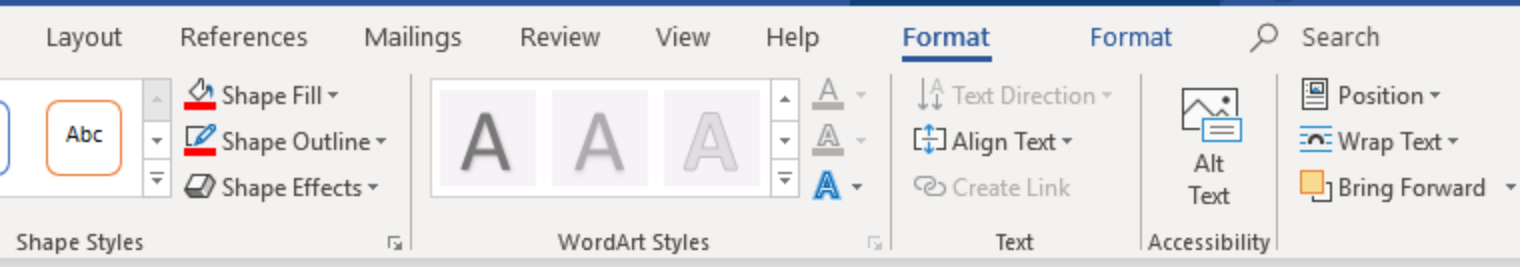 Layout References Mailings Review View Help Format Format Search
Abc
Shape Fill
Shape Outline
Shape Effects
Shape Styles
A A A
A
A
A
WordArt Styles
Text Direction
Align Text
Create Link
Text
Alt
Text
Accessibility
Position
Wrap Text
Bring Forward